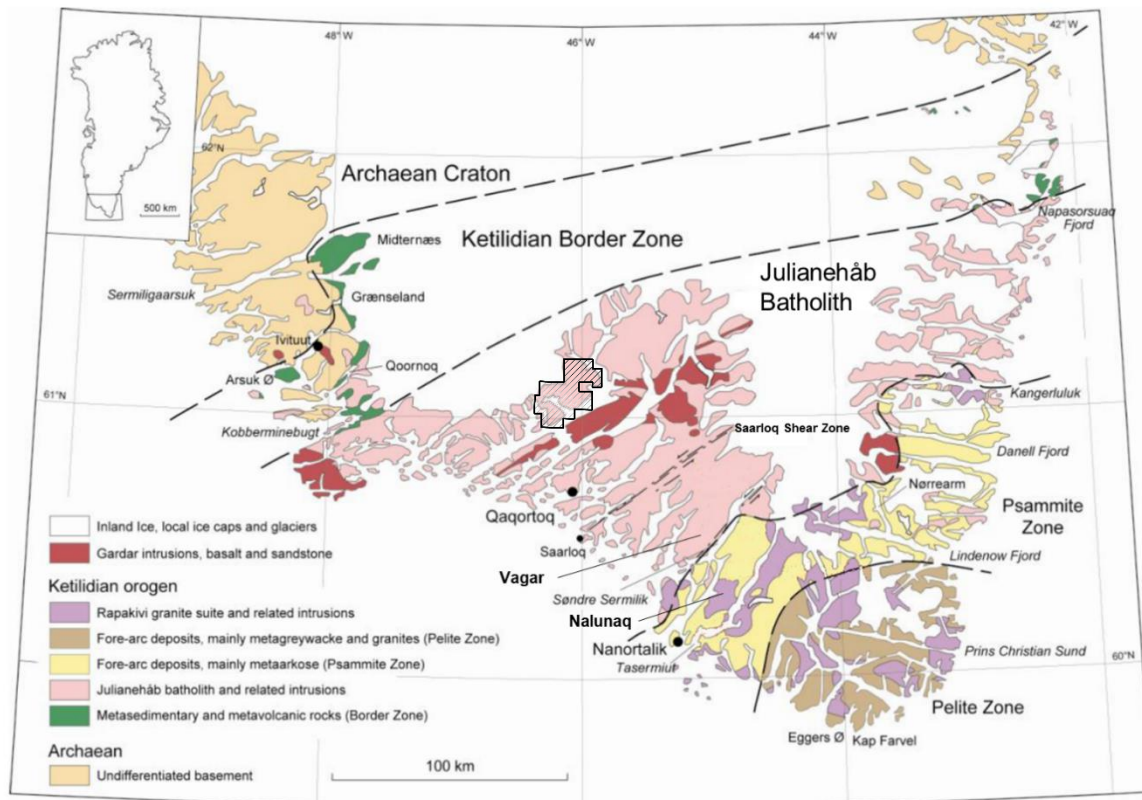 48° W
46° W
44° W
42° W
62°N
500 km
Archaean Craton
Midternæs
Ketilidian Border Zone
Napasorsuaq
Fjord
Julianehåb
Batholith
Sermiligaarsuk
Grænseland
Ivituut
Qoornoq
Arsuk Ø
61°N
Kobberminebugt
Kangerluluk
Saarloq Shear Zone
Danell Fjord
Nørrearm
Qaqortoq
Psammite
Zone
Saarloq
Lindenow Fjord
Vagar
Søndre Sermilik
Nalunaq
Nanortalik
Tasermiut
Prins Christian Sund
60°N
Pelite Zone
Eggers Ø
Kap Farvel
Inland Ice, local ice caps and glaciers
Gardar intrusions, basalt and sandstone
Ketilidian orogen
Rapakivi granite suite and related intrusions
Fore-arc deposits, mainly metagreywacke and granites (Pelite Zone)
Fore-arc deposits, mainly metaarkose (Psammite Zone)
Julianehåb batholith and related intrusions
Metasedimentary and metavolcanic rocks (Border Zone)
Archaean
Undifferentiated basement
100 km